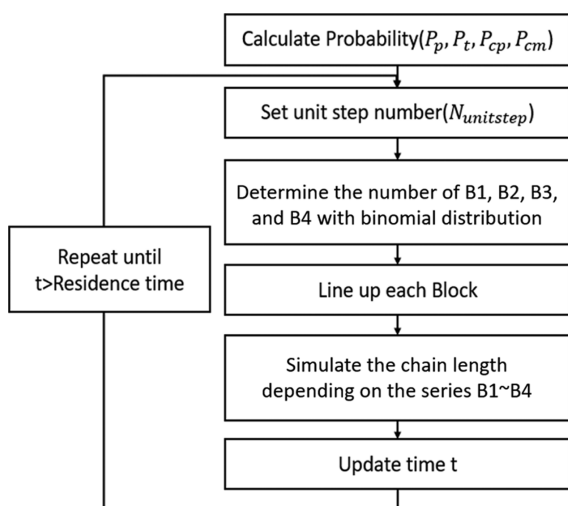 Calculate Probability(P_p, P_t, P_cp, P_cm)
Set unit step number(N_unitstep)
Determine the number of B1, B2, B3,
and B4 with binomial distribution
Repeat until
t>Residence time
Line up each Block
Simulate the chain length
depending on the series B1~B4
Update time t